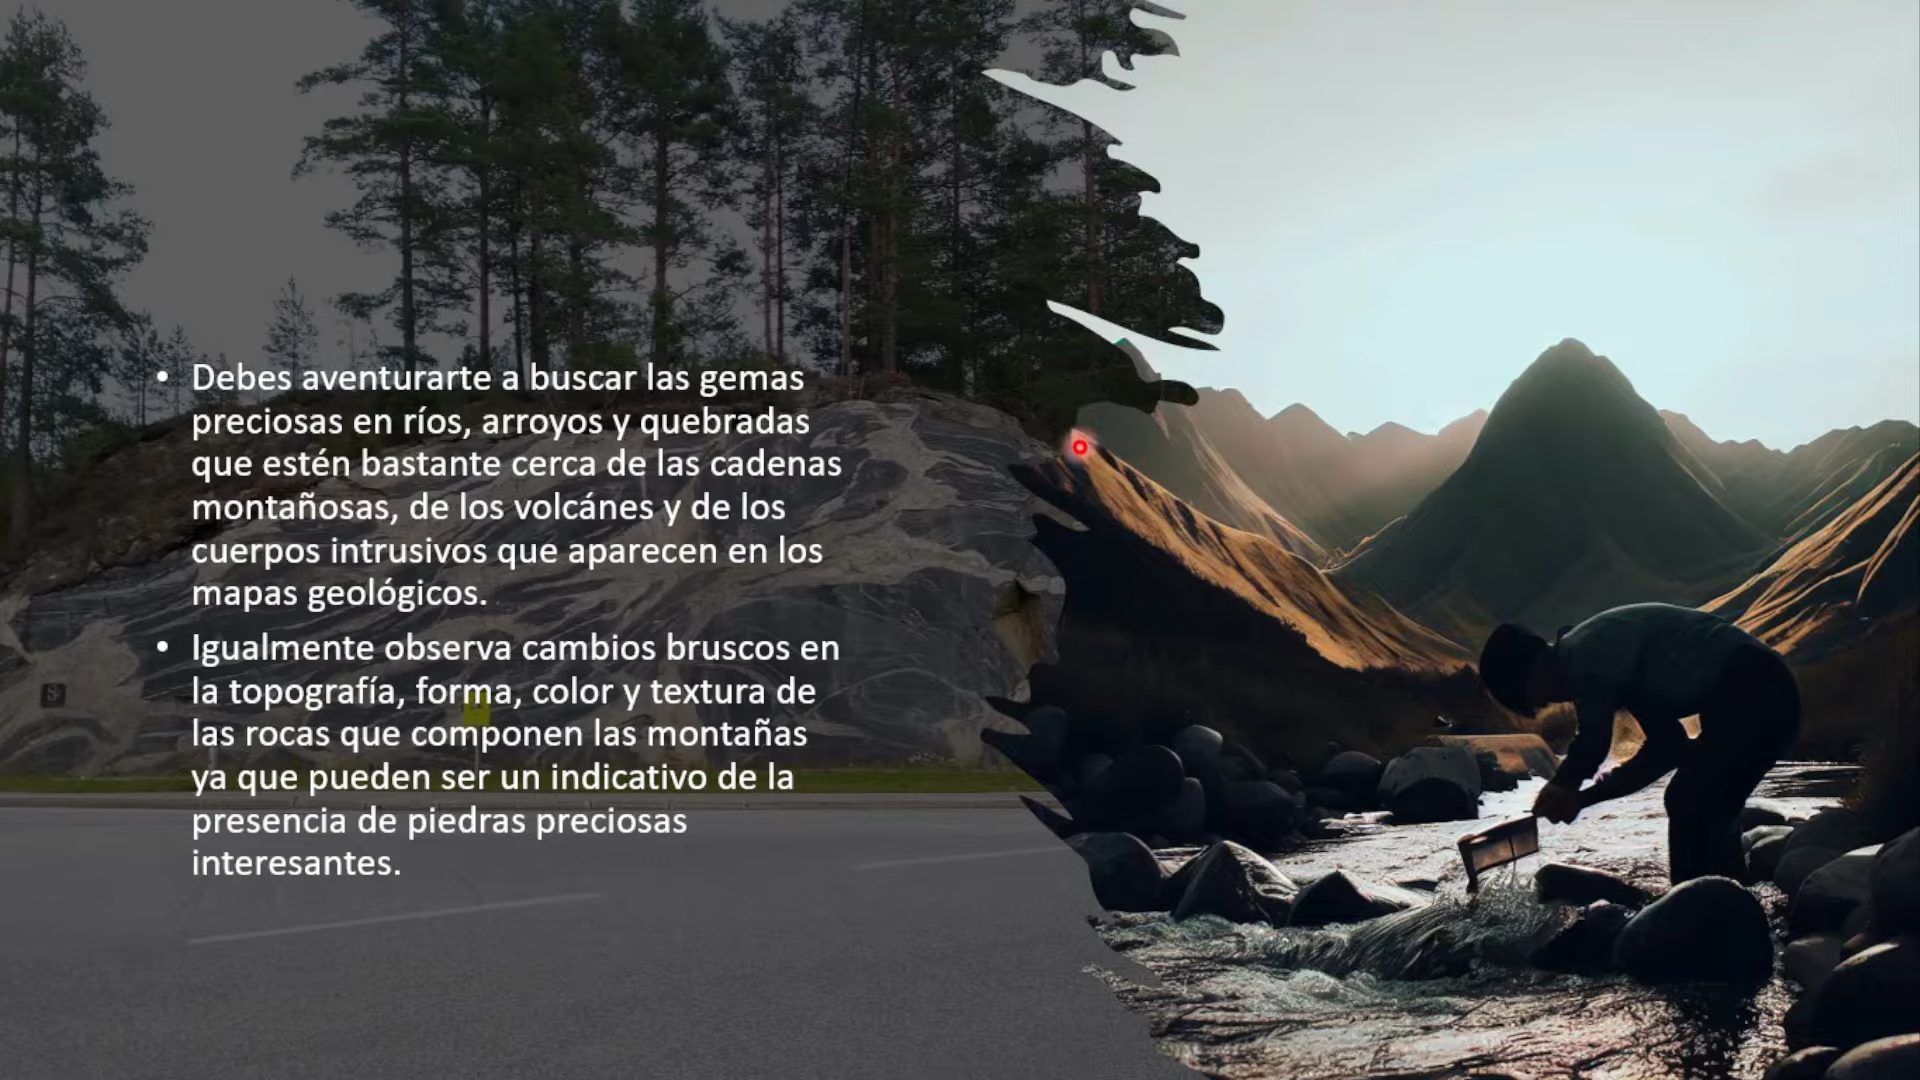 • Debes aventurarte a buscar las gemas
preciosas en ríos, arroyos y quebradas
que estén bastante cerca de las cadenas
montañosas, de los volcánes y de los
cuerpos intrusivos que aparecen en los
mapas geológicos.
• Igualmente observa cambios bruscos en
la topografía, forma, color y textura de
las rocas que componen las montañas
ya que pueden ser un indicativo de la
presencia de piedras preciosas
interesantes.